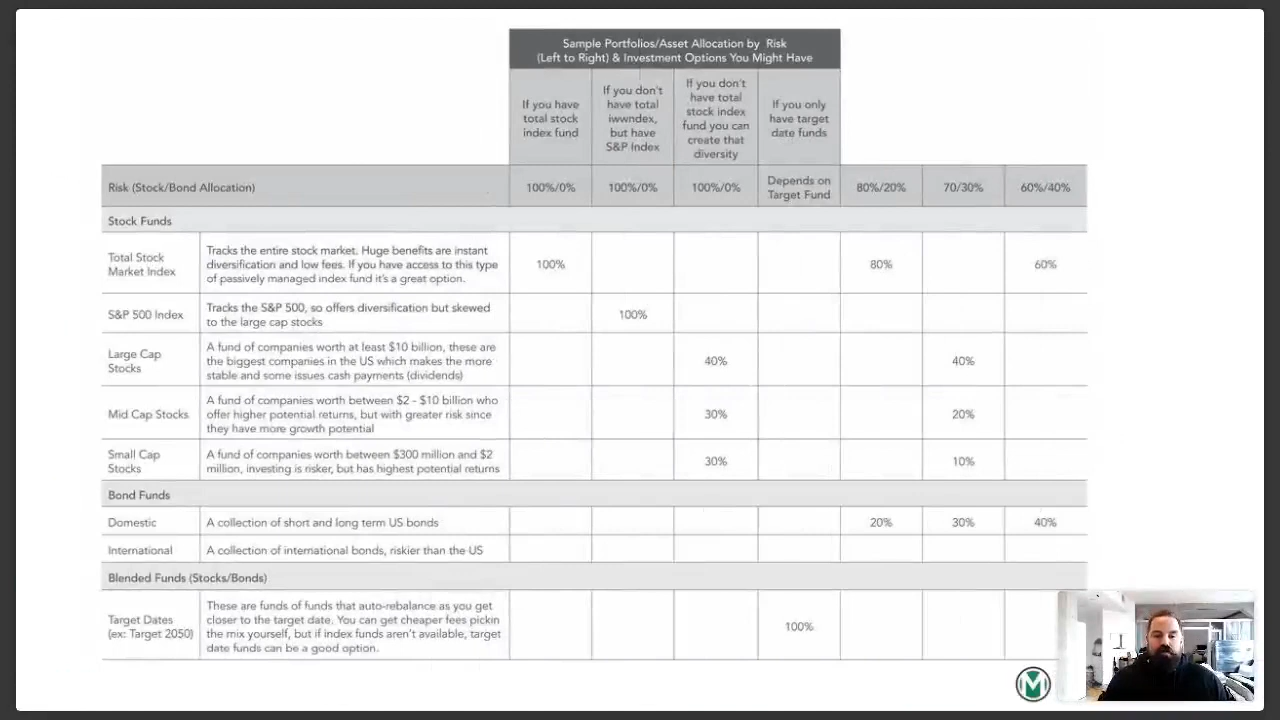 Sample Portfolios/Asset Allocation by Risk
(Left to Right) & Investment Options You Might Have
If you have
total stock
index fund
If you don't
have total
iwwndex,
but have
S&P Index
If you don't
have total
stock index
fund you can
create that
diversity
If you only
have target
date funds
Risk (Stock/Bond Allocation)
100%/0%
100%/0%
100%/0%
Depends on
Target Fund
80%/20%
70/30%
60%/40%
Stock Funds
Total Stock
Market Index
Tracks the entire stock market. Huge benefits are instant
diversification and low fees. If you have access to this type
of passively managed index fund it's a great option.
100%
80%
60%
S&P 500 Index
Tracks the S&P 500, so offers diversification but skewed
to the large cap stocks
100%
Large Cap
Stocks
A fund of companies worth at least $10 billion, these are
the biggest companies in the US which makes the more
stable and some issues cash payments (dividends)
40%
40%
Mid Cap Stocks
A fund of companies worth between $2 - $10 billion who
offer higher potential returns, but with greater risk since
they have more growth potential
30%
20%
Small Cap
Stocks
A fund of companies worth between $300 million and $2
million, investing is risker, but has highest potential returns
30%
10%
Bond Funds
Domestic
A collection of short and long term US bonds
20%
30%
40%
International
A collection of international bonds, riskier than the US
Blended Funds (Stocks/Bonds)
Target Dates
(ex: Target 2050)
These are funds of funds that auto-rebalance as you get
closer to the target date. You can get cheaper fees pickin
the mix yourself, but if index funds aren't available, target
date funds can be a good option.
100%
M